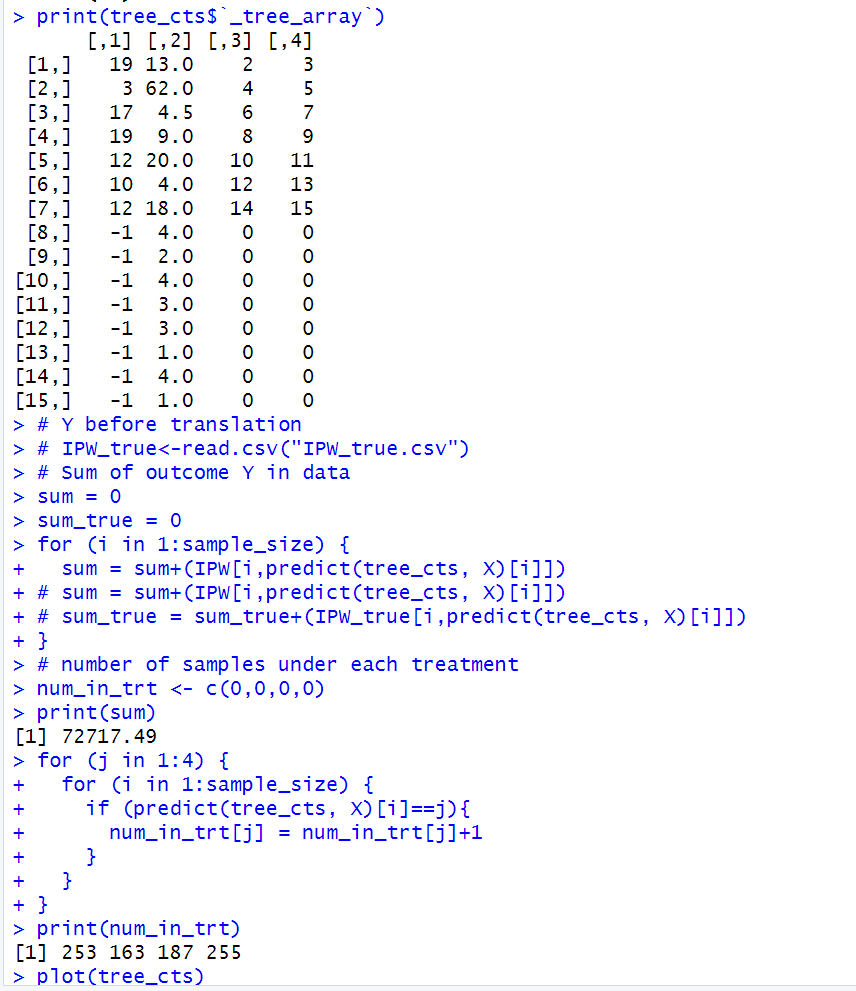 > print(tree_cts$`_tree_array`)
      [,1] [,2] [,3] [,4]
 [1,]   19 13.0    2    3
 [2,]    3 62.0    4    5
 [3,]   17  4.5    6    7
 [4,]   19  9.0    8    9
 [5,]   12 20.0   10   11
 [6,]   10  4.0   12   13
 [7,]   12 18.0   14   15
 [8,]   -1  4.0    0    0
 [9,]   -1  2.0    0    0
[10,]   -1  4.0    0    0
[11,]   -1  3.0    0    0
[12,]   -1  3.0    0    0
[13,]   -1  1.0    0    0
[14,]   -1  4.0    0    0
[15,]   -1  1.0    0    0
> # Y before translation
> # IPW_true<-read.csv("IPW_true.csv")
> # Sum of outcome Y in data
> sum = 0
> sum_true = 0
> for (i in 1:sample_size) {
+   sum = sum+(IPW[i,predict(tree_cts, X)[i]])
+ # sum = sum+(IPW[i,predict(tree_cts, X)[i]])
+ # sum_true = sum_true+(IPW_true[i,predict(tree_cts, X)[i]])
+ }
> # number of samples under each treatment
> num_in_trt <- c(0,0,0,0)
> print(sum)
[1] 72717.49
> for (j in 1:4) {
+   for (i in 1:sample_size) {
+     if (predict(tree_cts, X)[i]==j){
+       num_in_trt[j] = num_in_trt[j]+1
+     }
+   }
+ }
> print(num_in_trt)
[1] 253 163 187 255
> plot(tree_cts)